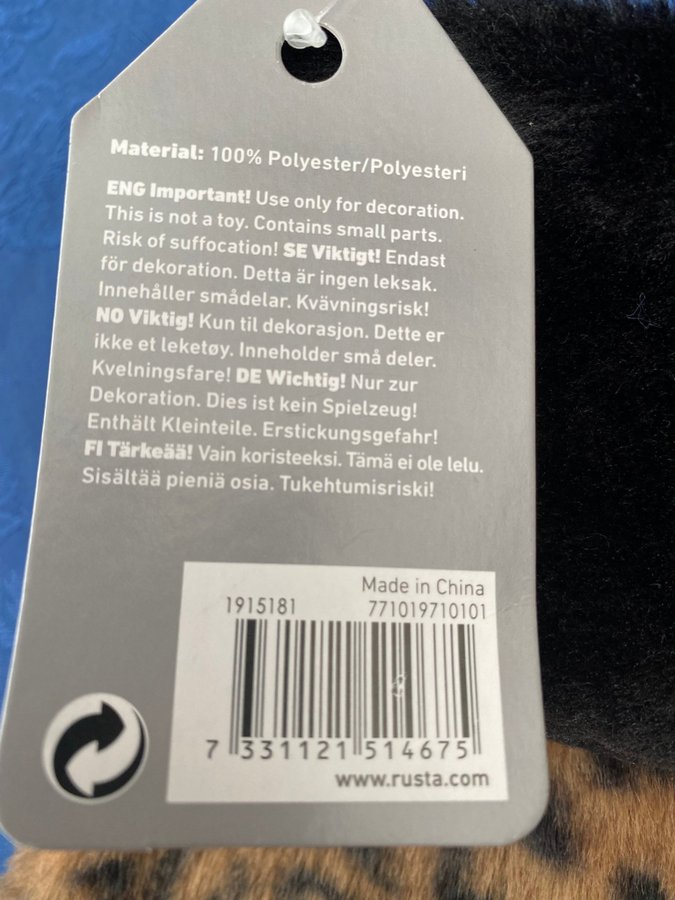 Material: 100% Polyester/Polyesteri
ENG Important! Use only for decoration.
This is not a toy. Contains small parts.
Risk of suffocation! SE Viktigt! Endast
för dekoration. Detta är ingen leksak.
Innehåller smådelar. Kvävningsrisk!
NO Viktig! Kun til dekorasjon. Dette er
ikke et leketøy. Inneholder små deler.
Kvelningsfare! DE Wichtig! Nur zur
Dekoration. Dies ist kein Spielzeug!
Enthält Kleinteile. Erstickungsgefahr!
FI Tärkeää! Vain koristeeksi. Tämä ei ole lelu.
Sisältää pieniä osia. Tukehtumisriski!
Made in China
1915181 771019710101
7 331121 514675
www.rusta.com